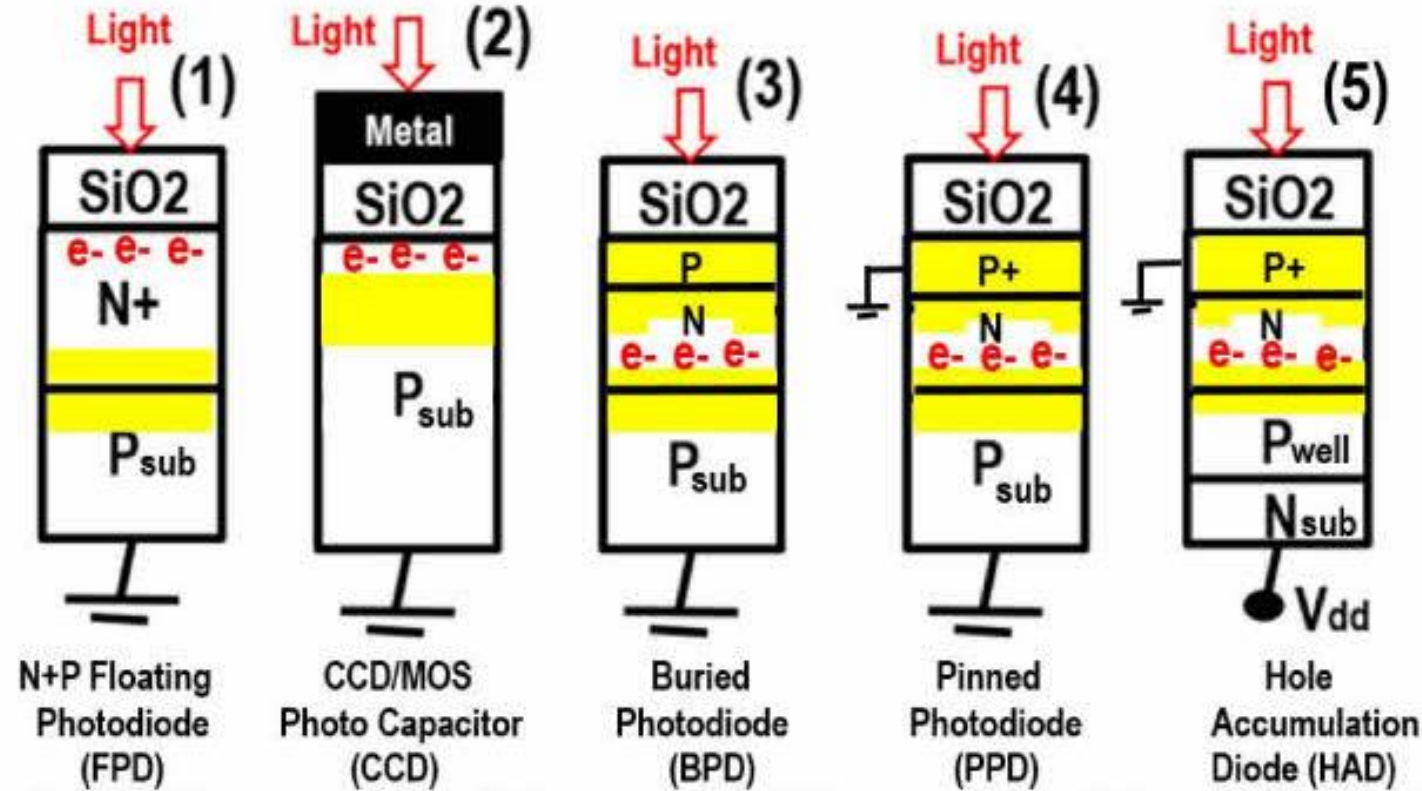 Light
(1)
SiO2
e- e- e-
N+
Psub
N+P Floating
Photodiode
(FPD)
Light
(2)
Metal
SiO2
e- e- e-
Psub
CCD/MOS
Photo Capacitor
(CCD)
Light
(3)
SiO2
P
N
e- e- e-
Psub
Buried
Photodiode
(BPD)
Light
(4)
SiO2
P+
N
e- e- e-
Psub
Pinned
Photodiode
(PPD)
Light
(5)
SiO2
P+
N
e- e- e-
Pwell
Nsub
Vdd
Hole
Accumulation
Diode (HAD)